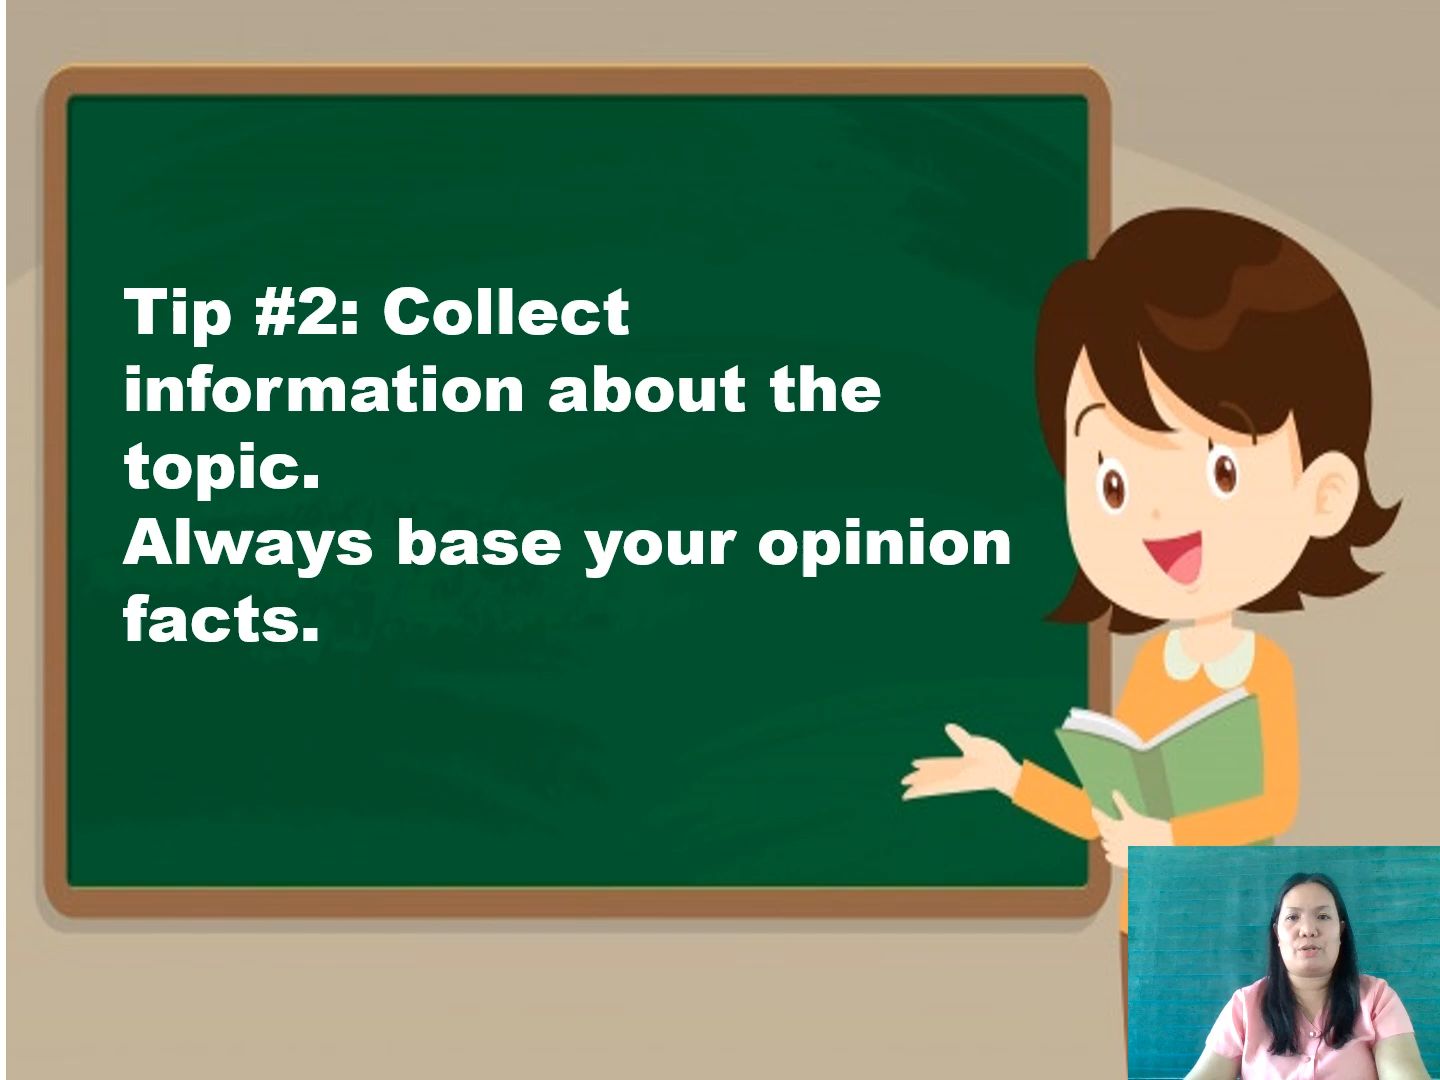 Tip #2: Collect
information about the
topic.
Always base your opinion
facts.